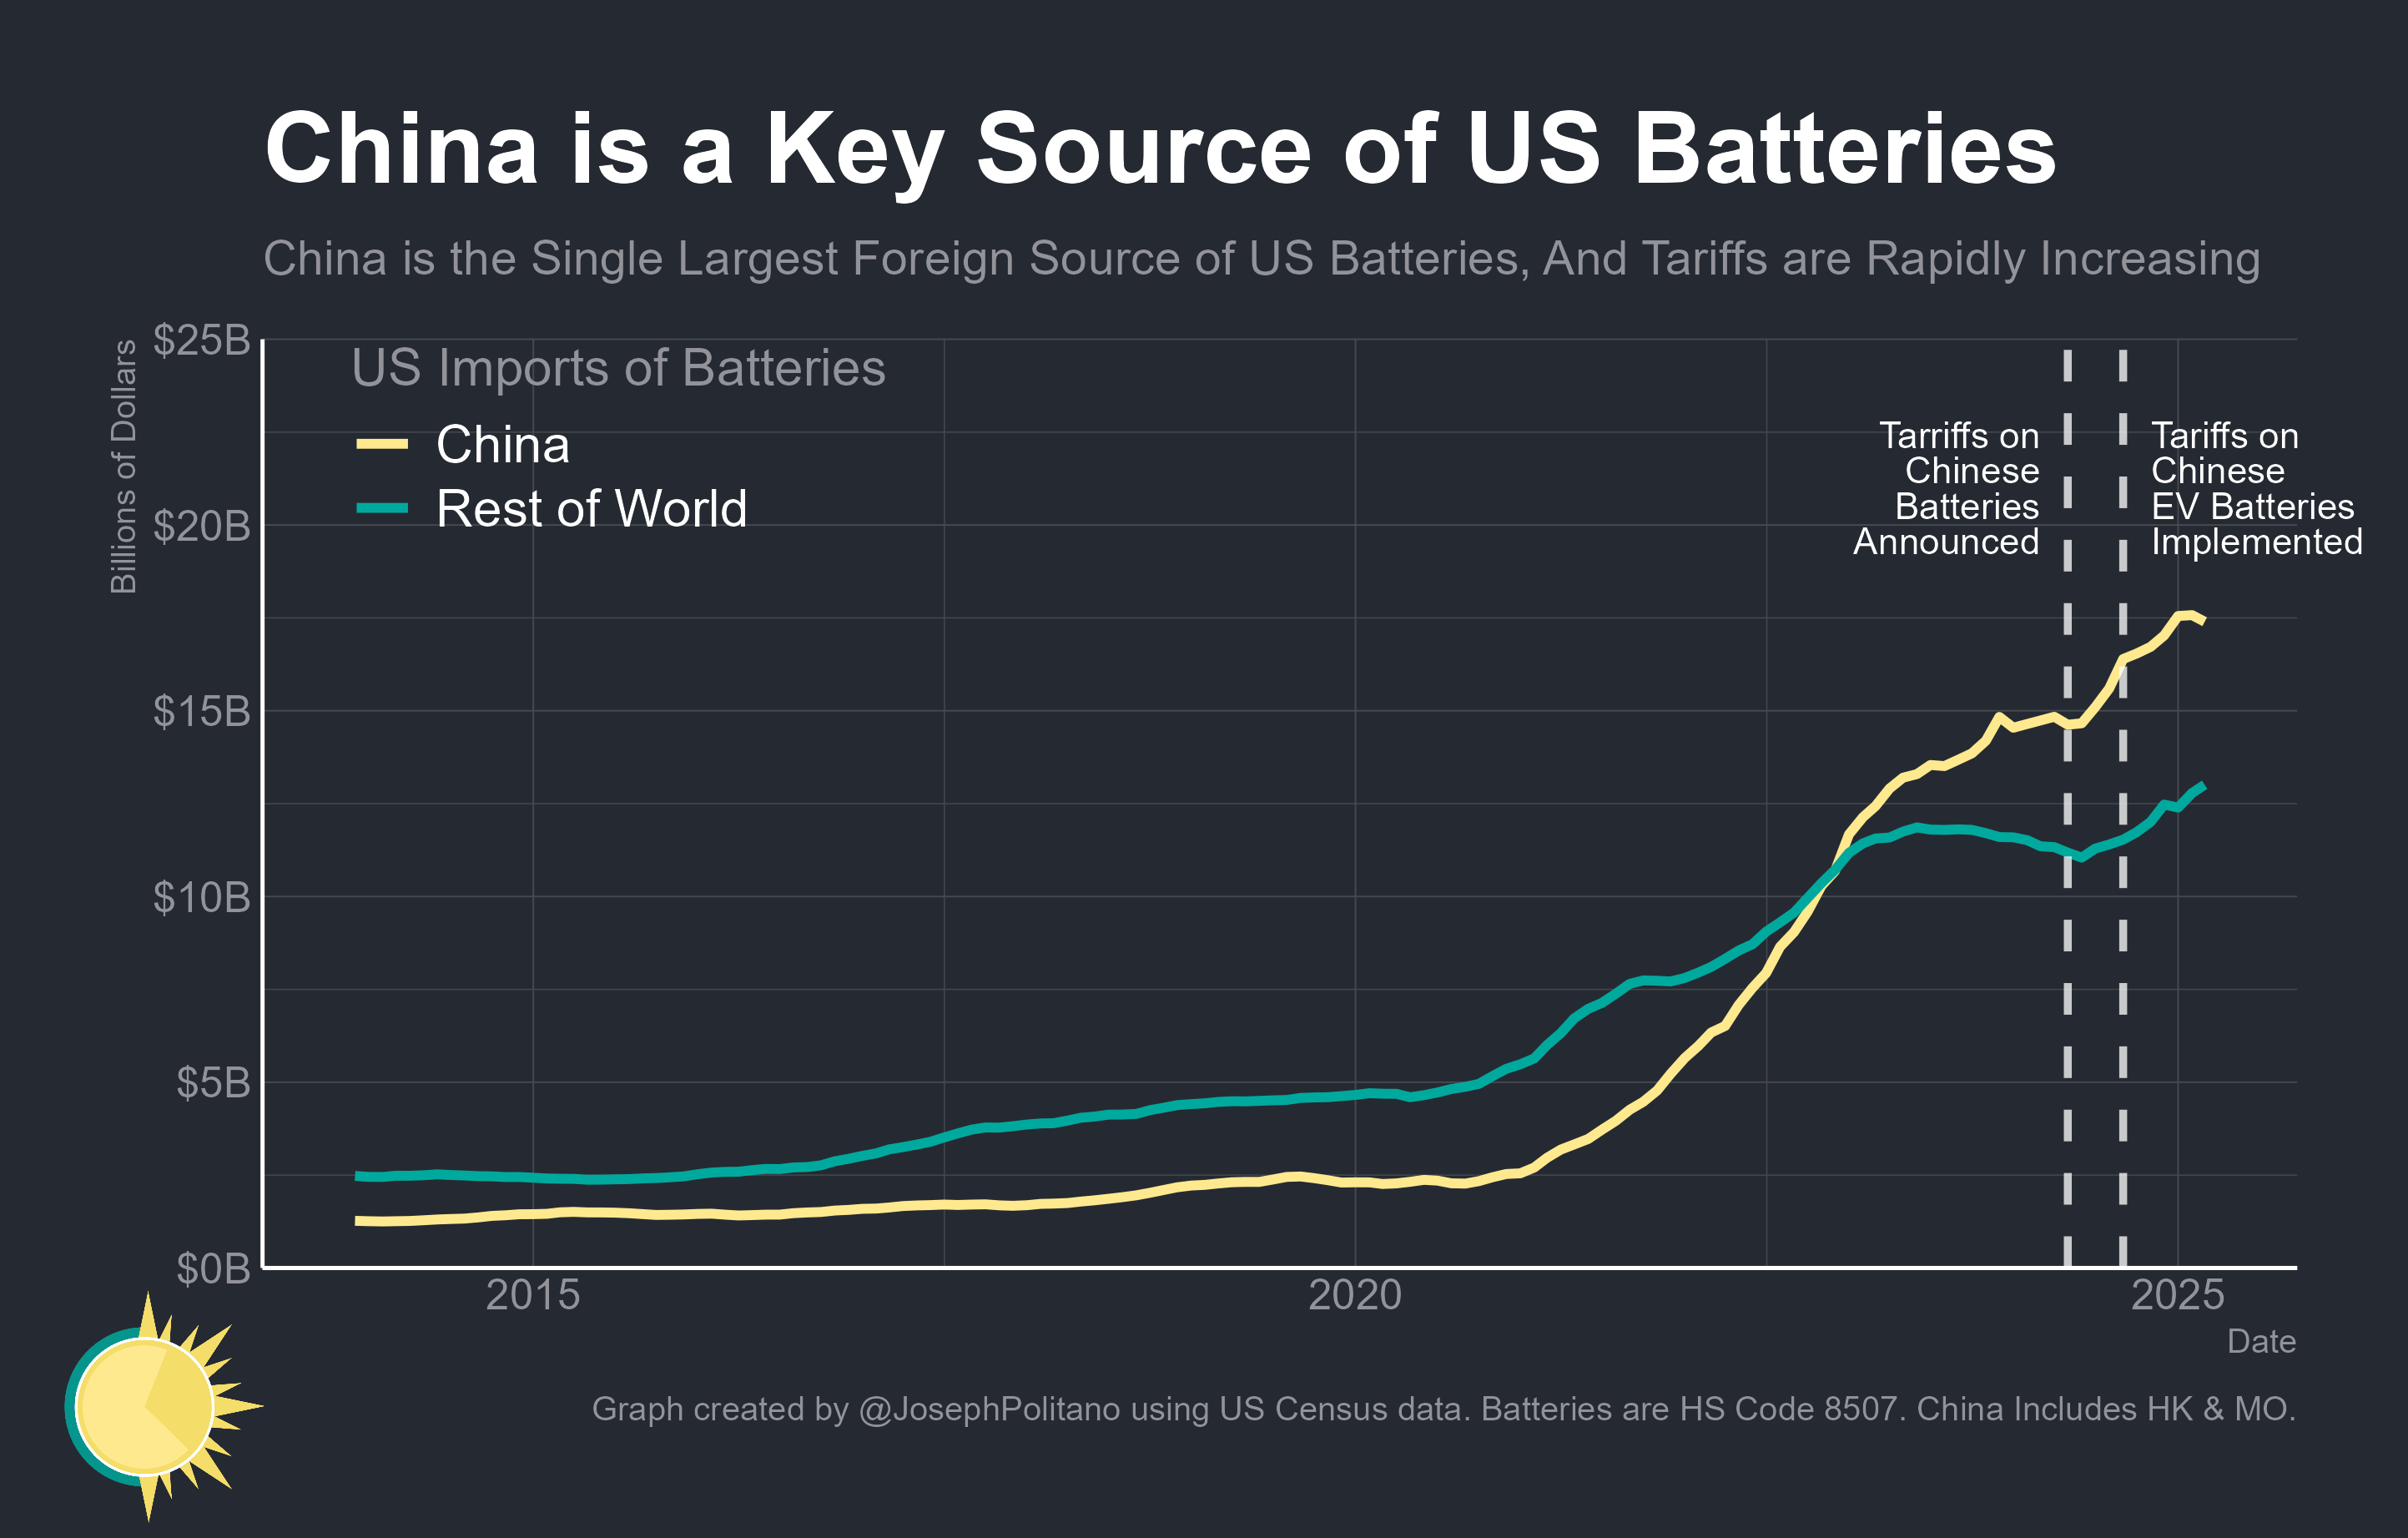 China is a Key Source of US Batteries
China is the Single Largest Foreign Source of US Batteries, And Tariffs are Rapidly Increasing
Billions of Dollars
$25B
$20B
$15B
$10B
$5B
$0B
US Imports of Batteries
China
Rest of World
Tarriffs on
Chinese
Batteries
Announced
Tariffs on
Chinese
EV Batteries
Implemented
2015
2020
2025
Date
Graph created by @JosephPolitano using US Census data. Batteries are HS Code 8507. China Includes HK & MO.